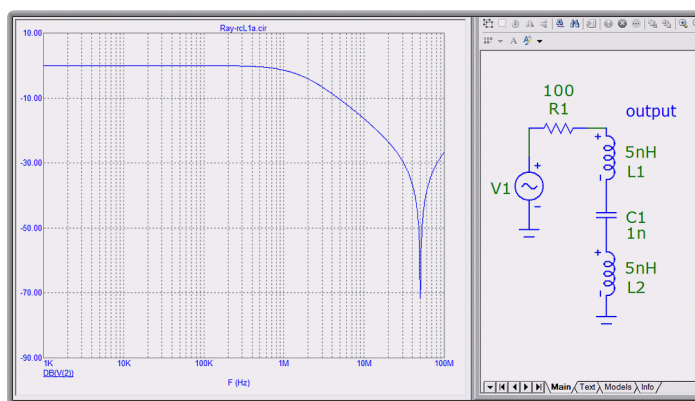 Ray-rcL1a.cir
10.00
-10.00
-30.00
-50.00
-70.00
-90.00
1K 10K 100K 1M 10M 100M
DB(V(2))
F (Hz)
A
100
R1
output
+
5nH
L1
-
V1
+
-
C1
1n
+
5nH
L2
-
Main Text Models Info